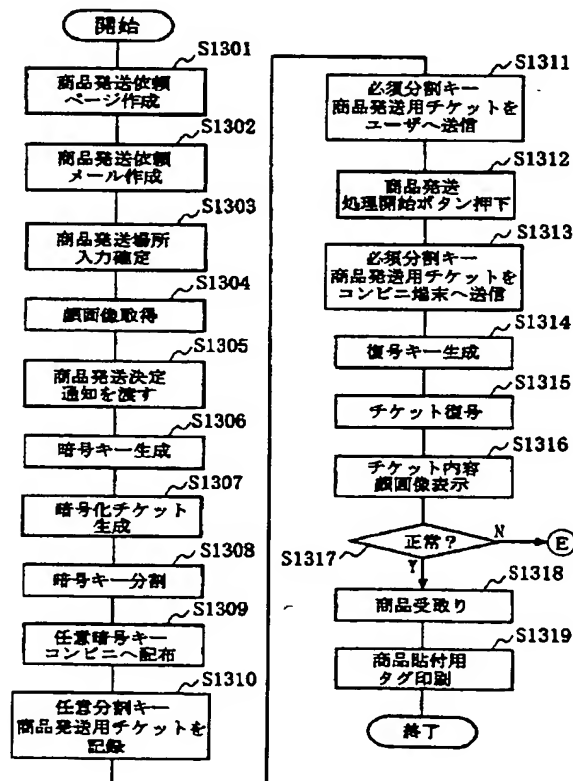 開始
S1301
商品発送依頼
ページ作成
S1302
商品発送依頼
メール作成
S1303
商品発送場所
入力確定
S1304
顔画像取得
S1305
商品発送決定
通知を渡す
S1306
暗号キー生成
S1307
暗号化チケット
生成
S1308
暗号キー分割
S1309
任意暗号キー
コンビニへ配布
S1310
任意分割キー
商品発送用チケットを
記録
S1311
必須分割キー
商品発送用チケットを
ユーザへ送信
S1312
商品発送
処理開始ボタン押下
S1313
必須分割キー
商品発送用チケットを
コンビニ端末へ送信
S1314
復号キー生成
S1315
チケット復号
S1316
チケット内容
顔画像表示
S1317
正常?
N
E
Y
S1318
商品受取り
S1319
商品貼付用
タグ印刷
終了